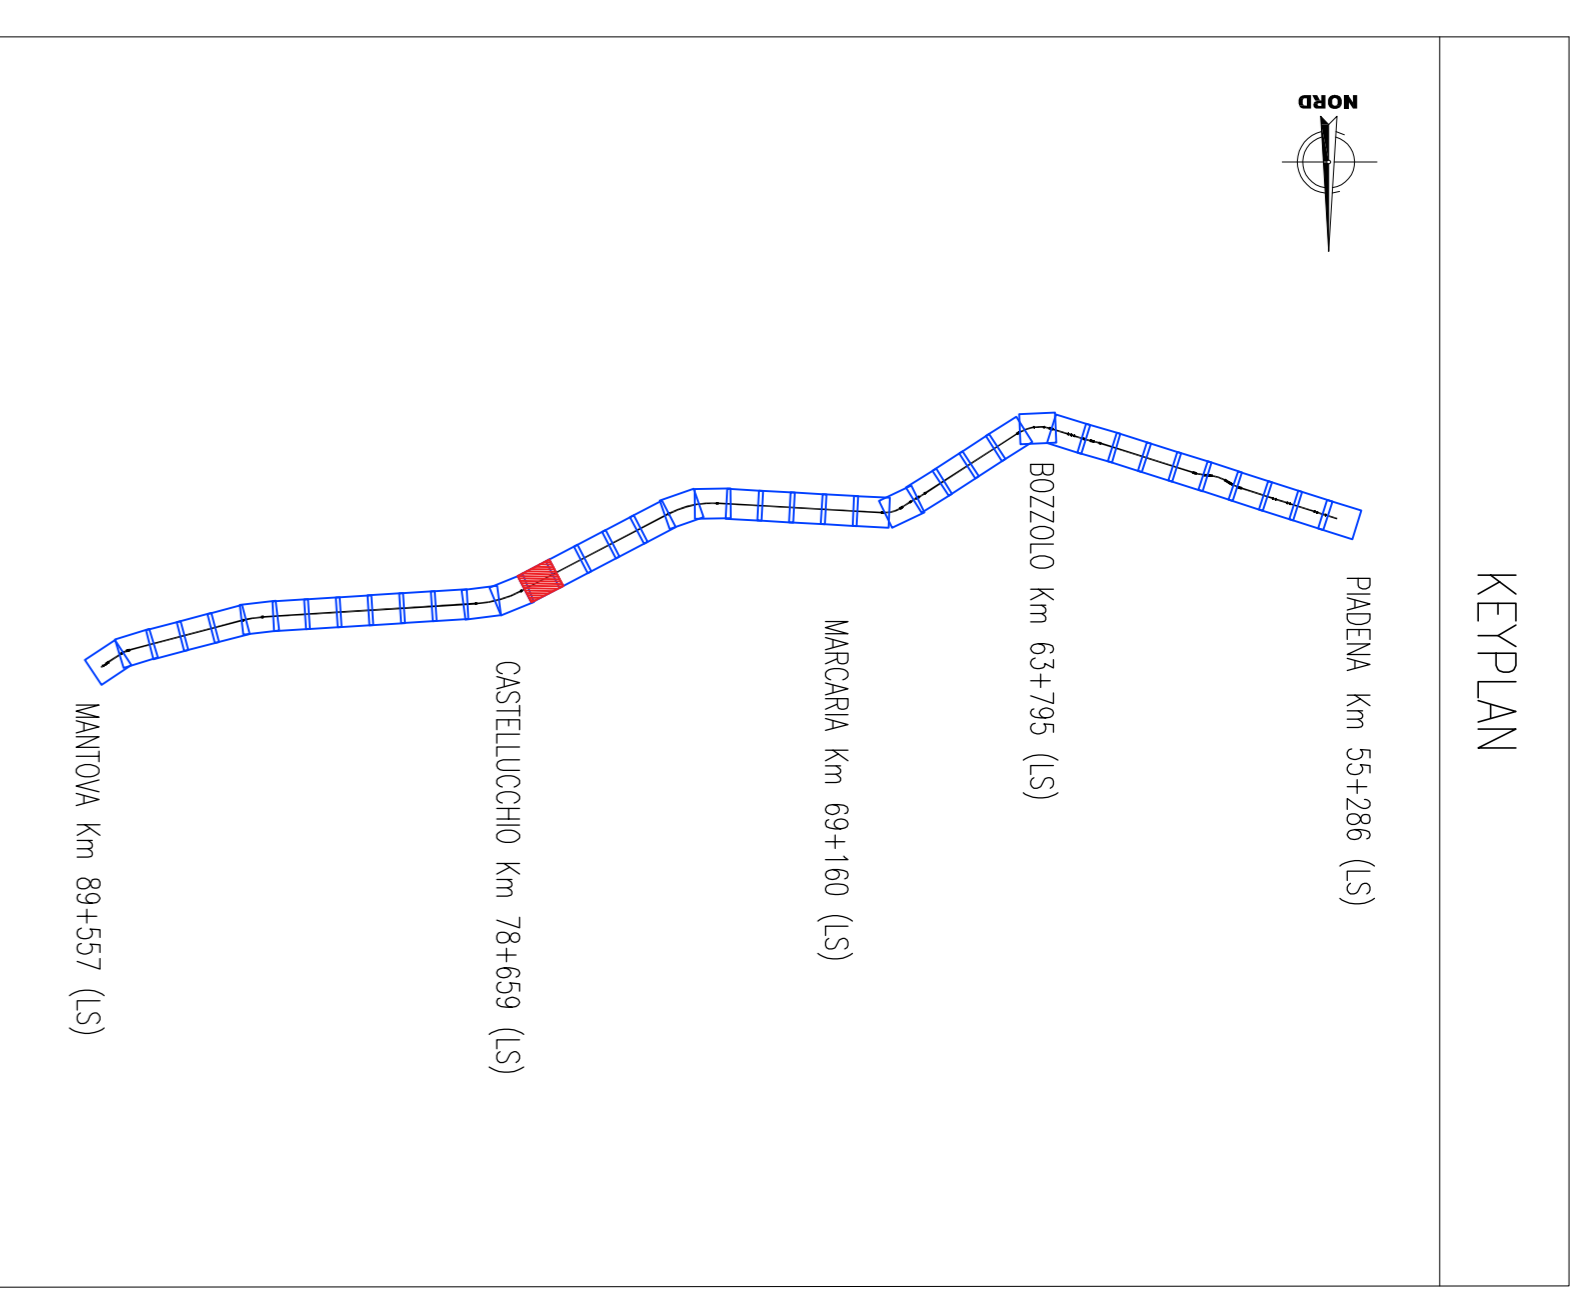 KEYPLAN
NORD
PIADENA Km 55+286 (LS)
BOZZOLO Km 63+795 (LS)
MARCARIA Km 69+160 (LS)
CASTELLUCCHIO Km 78+659 (LS)
MANTOVA Km 89+557 (LS)